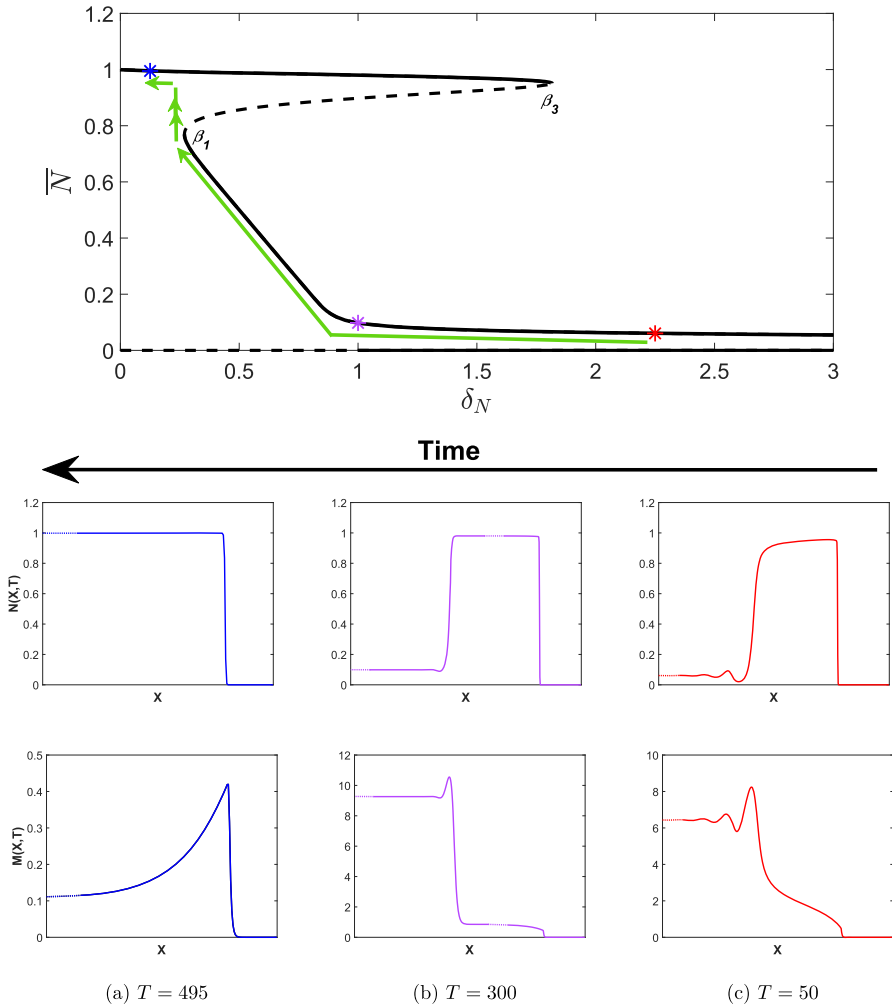 1.2
1
0.8
0.6
0.4
0.2
0
N̅
β₃
β₁
0 0.5 1 1.5 2 2.5 3
δ_N
Time
1.2 1.2 1.2
1 1 1
0.8 0.8 0.8
0.6 0.6 0.6
0.4 0.4 0.4
0.2 0.2 0.2
0 0 0
N(X,T)
X X X
0.5 12 10
0.4 10 8
0.3 8 6
0.2 6 4
0.1 4 2
0 2 0
0
M(X,T)
X X X
(a) T = 495 (b) T = 300 (c) T = 50